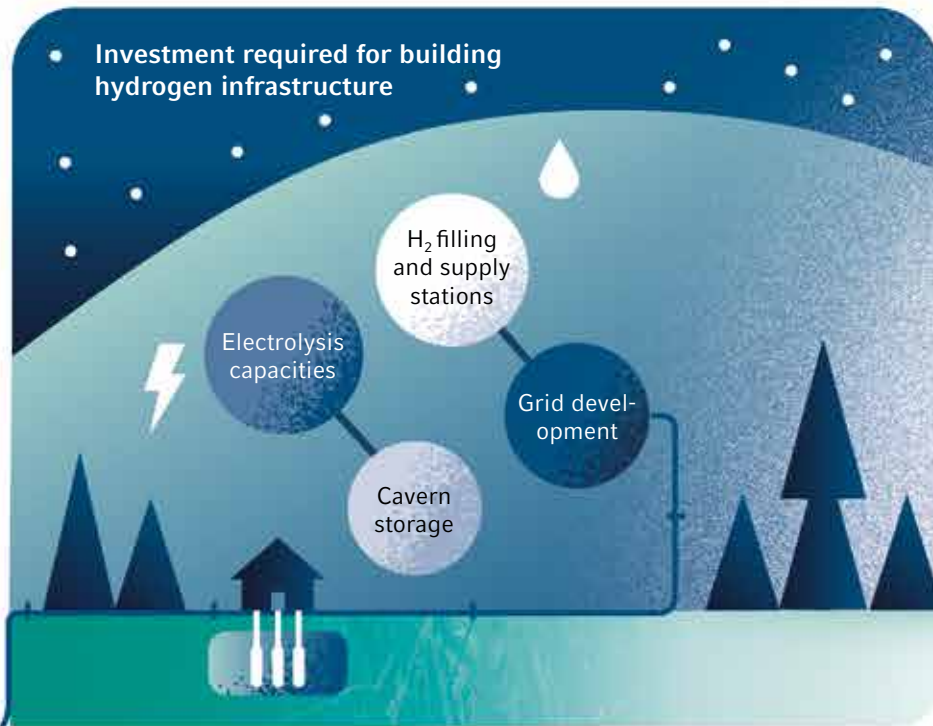 Investment required for building
hydrogen infrastructure
H₂ filling
and supply
stations
Electrolysis
capacities
Grid devel-
opment
Cavern
storage